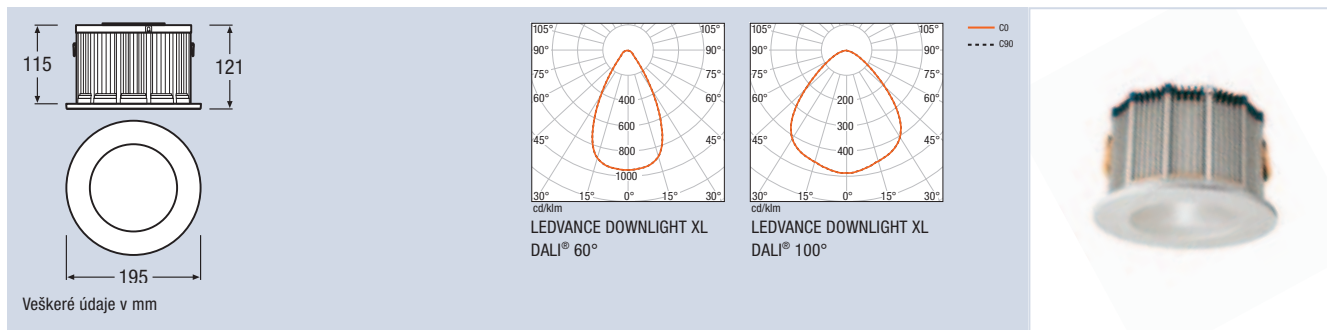 115
121
195
Veškeré údaje v mm
105° 105°
90° 90°
75° 75°
60° 60°
45° 45°
400
600
800
1000
30° 15° 0° 15° 30°
cd/klm
LEDVANCE DOWNLIGHT XL
DALI® 60°
105° 105°
90° 90°
75° 75°
60° 60°
45° 45°
200
300
400
30° 15° 0° 15° 30°
cd/klm
LEDVANCE DOWNLIGHT XL
DALI® 100°
C0
C90